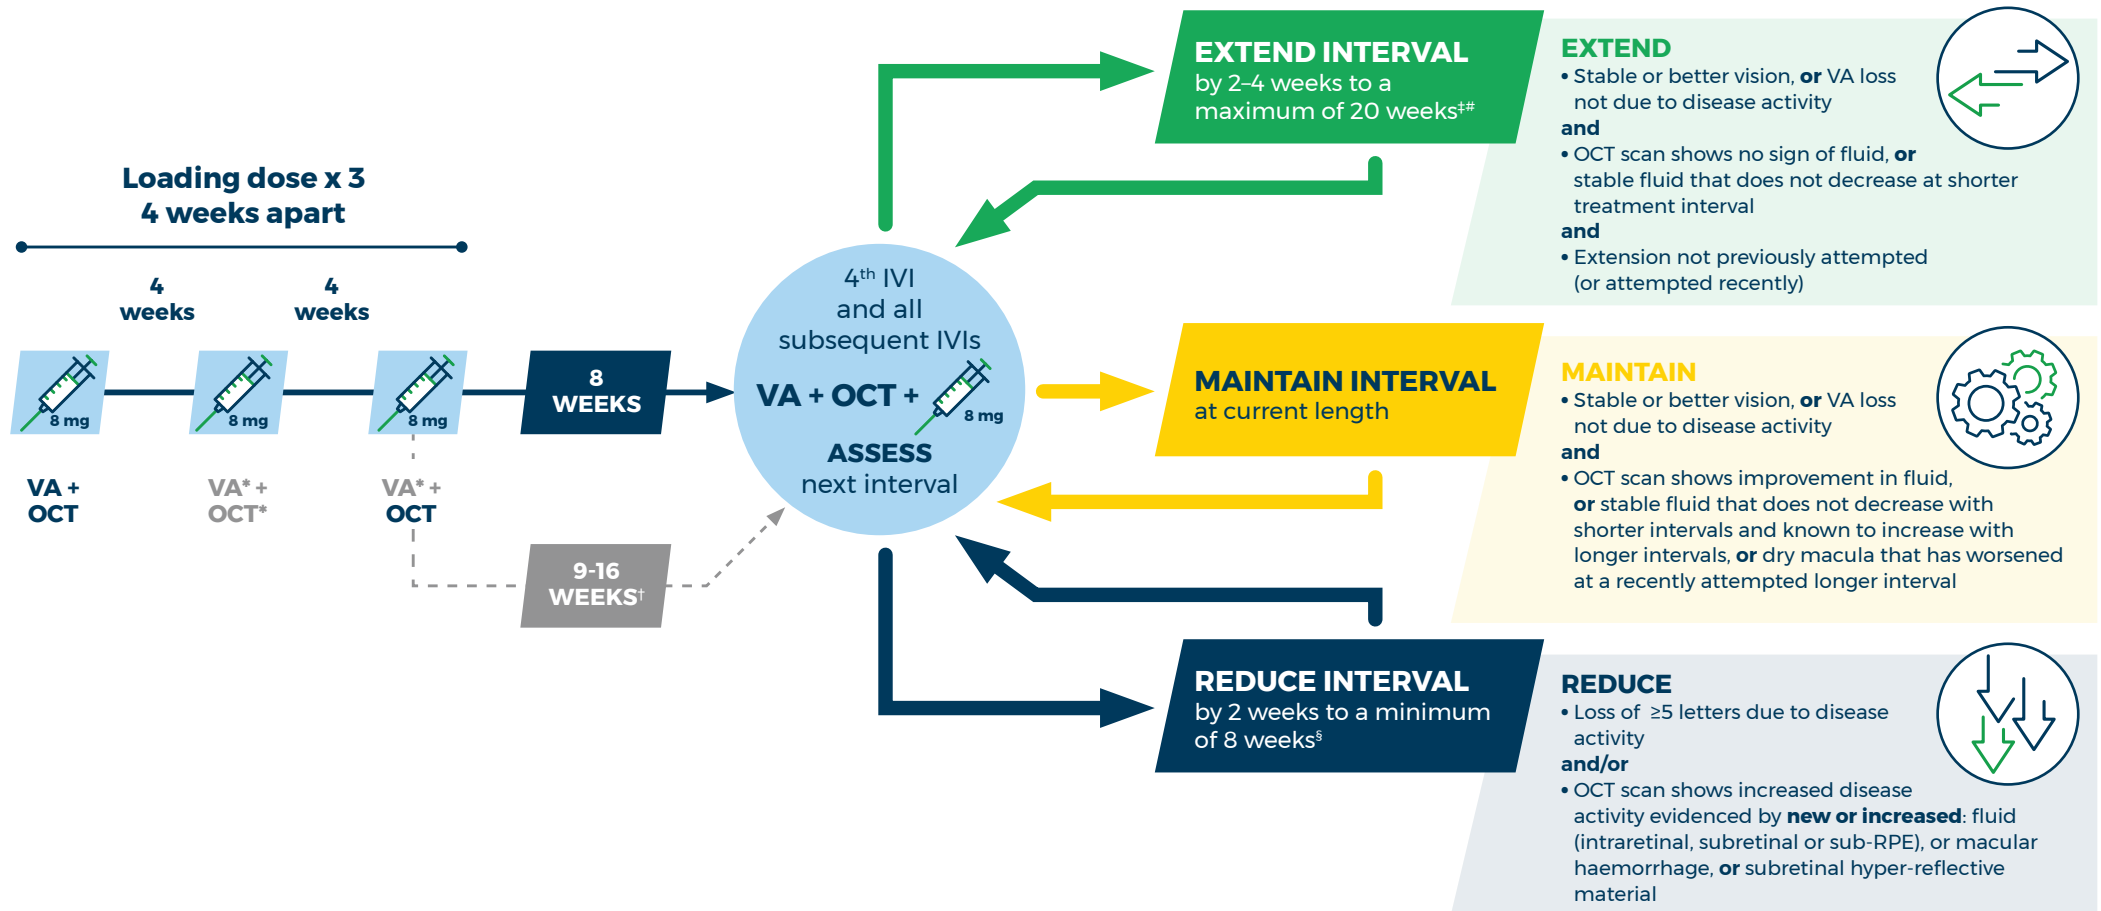 Loading dose x 3
4 weeks apart
4
weeks
4
weeks
8 mg
8 mg
8 mg
8
WEEKS
VA +
OCT
VA* +
OCT*
VA* +
OCT
9-16
WEEKS†
4th IVI
and all
subsequent IVIs
VA + OCT +
8 mg
ASSESS
next interval
EXTEND INTERVAL
by 2–4 weeks to a
maximum of 20 weeks‡#
EXTEND
• Stable or better vision, or VA loss
not due to disease activity
and
• OCT scan shows no sign of fluid, or
stable fluid that does not decrease at shorter
treatment interval
and
• Extension not previously attempted
(or attempted recently)
MAINTAIN INTERVAL
at current length
MAINTAIN
• Stable or better vision, or VA loss
not due to disease activity
and
• OCT scan shows improvement in fluid,
or stable fluid that does not decrease with
shorter intervals and known to increase with
longer intervals, or dry macula that has worsened
at a recently attempted longer interval
REDUCE INTERVAL
by 2 weeks to a minimum
of 8 weeks§
REDUCE
• Loss of ≥5 letters due to disease
activity
and/or
• OCT scan shows increased disease
activity evidenced by new or increased: fluid
(intraretinal, subretinal or sub-RPE), or macular
haemorrhage, or subretinal hyper-reflective
material